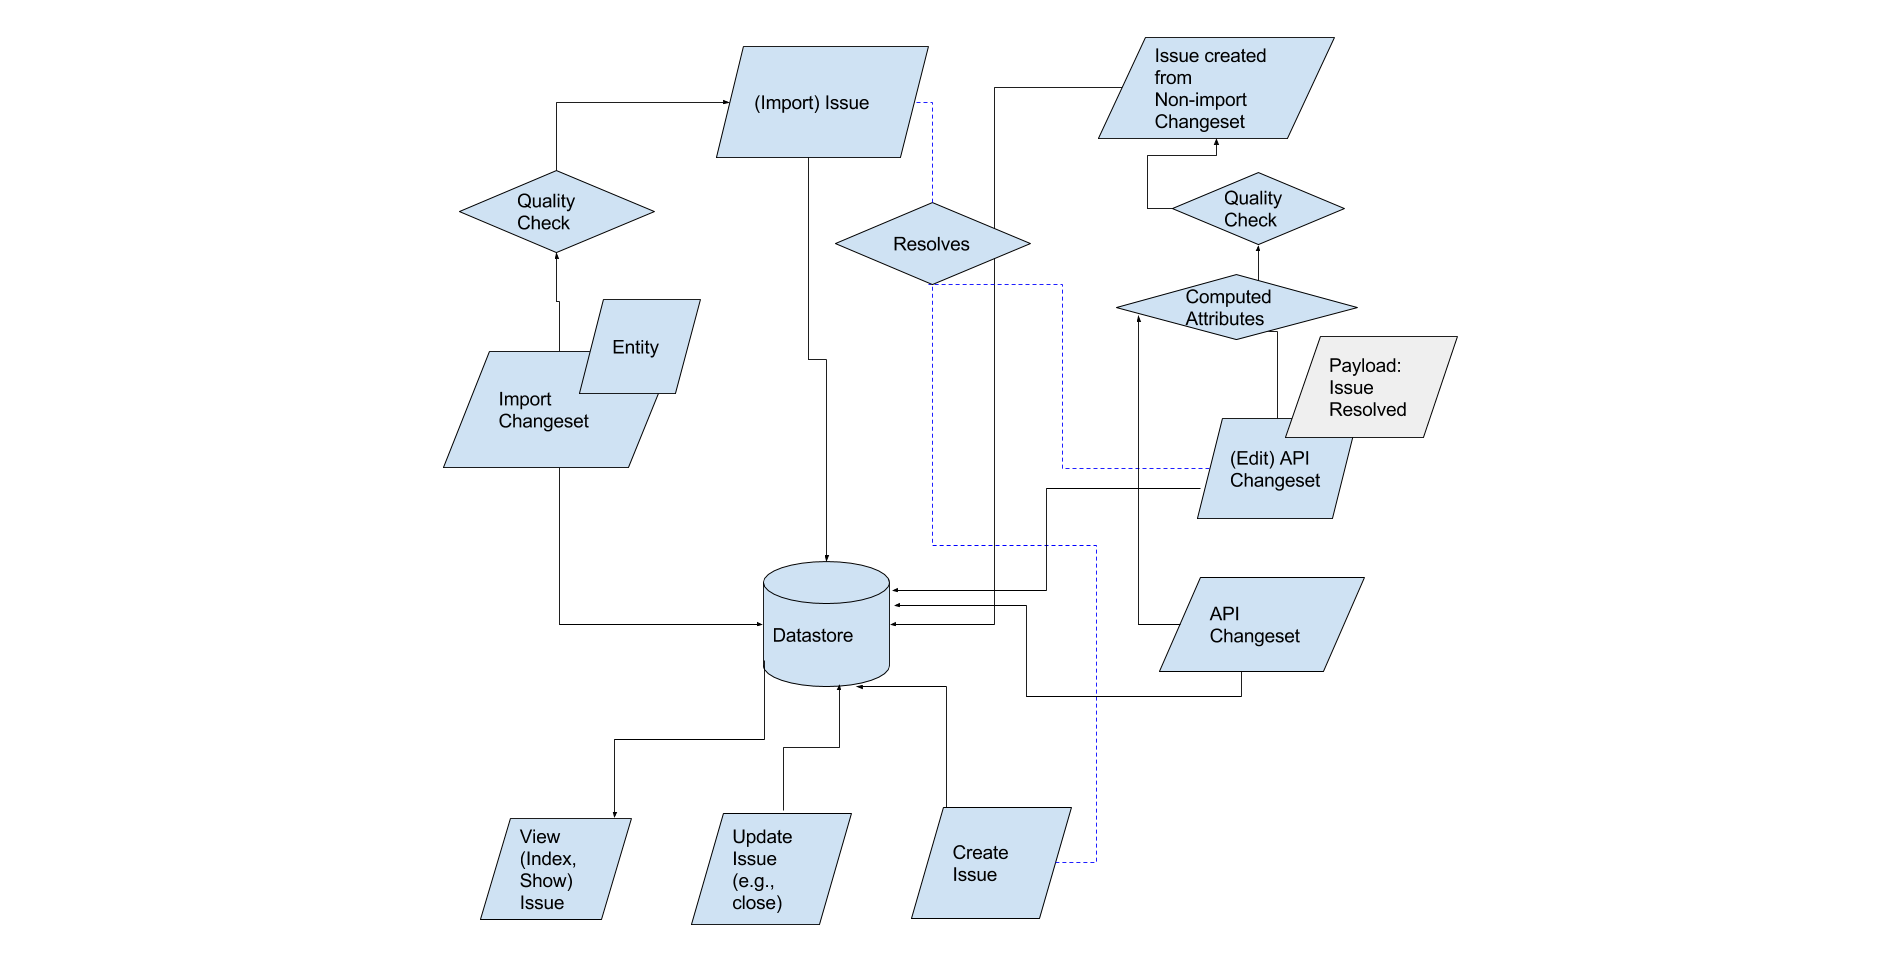 (Import) Issue
Issue created
from
Non-import
Changeset
Quality
Check
Quality
Check
Resolves
Computed
Attributes
Entity
Import
Changeset
Payload:
Issue
Resolved
(Edit) API
Changeset
API
Changeset
Datastore
View
(Index,
Show)
Issue
Update
Issue
(e.g.,
close)
Create
Issue